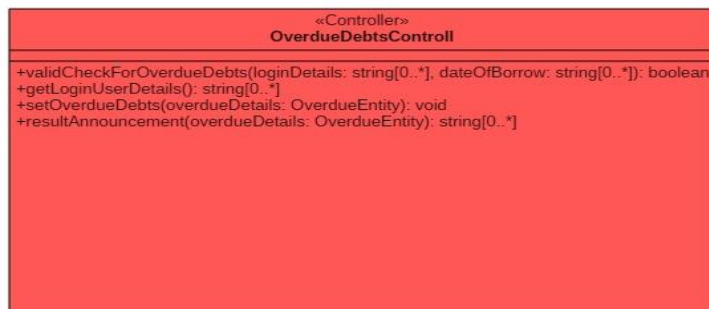 «Controller»
OverdueDebtsControll
+validCheckForOverdueDebts(loginDetails: string[0..*], dateOfBorrow: string[0..*]): boolean
+getLoginUserDetails(): string[0..*]
+setOverdueDebts(overdueDetails: OverdueEntity): void
+resultAnnouncement(overdueDetails: OverdueEntity): string[0..*]